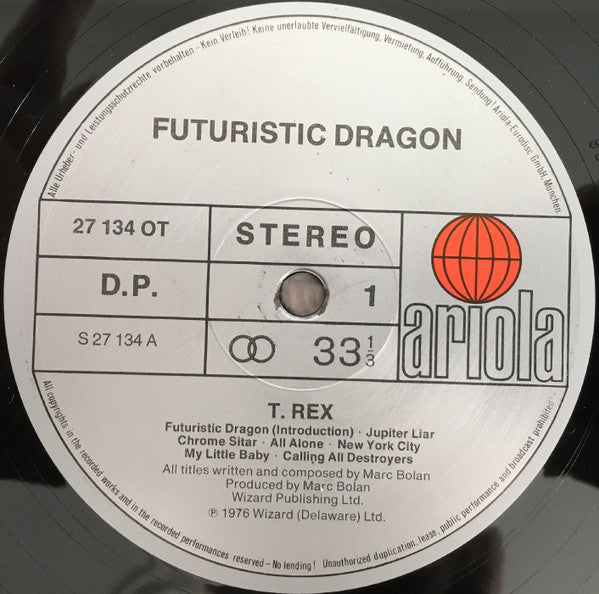 Alle Urheber- und Leistungsschutzrechte vorbehalten - Kein Verleih! Keine unerlaubte Vervielfältigung, Vermietung, Aufführung, Sendung! Ariola-Eurodisc GmbH, München.
FUTURISTIC DRAGON
27 134 OT
STEREO
D.P.
1
S 27 134 A
33 1/3
ariola
T. REX
Futuristic Dragon (Introduction) · Jupiter Liar
Chrome Sitar · All Alone · New York City
My Little Baby · Calling All Destroyers
All titles written and composed by Marc Bolan
Produced by Marc Bolan
Wizard Publishing Ltd.
℗ 1976 Wizard (Delaware) Ltd.
All copyrights in the recorded works and in the recorded performances reserved – No lending! Unauthorized duplication, lease, public performance and broadcast prohibited!